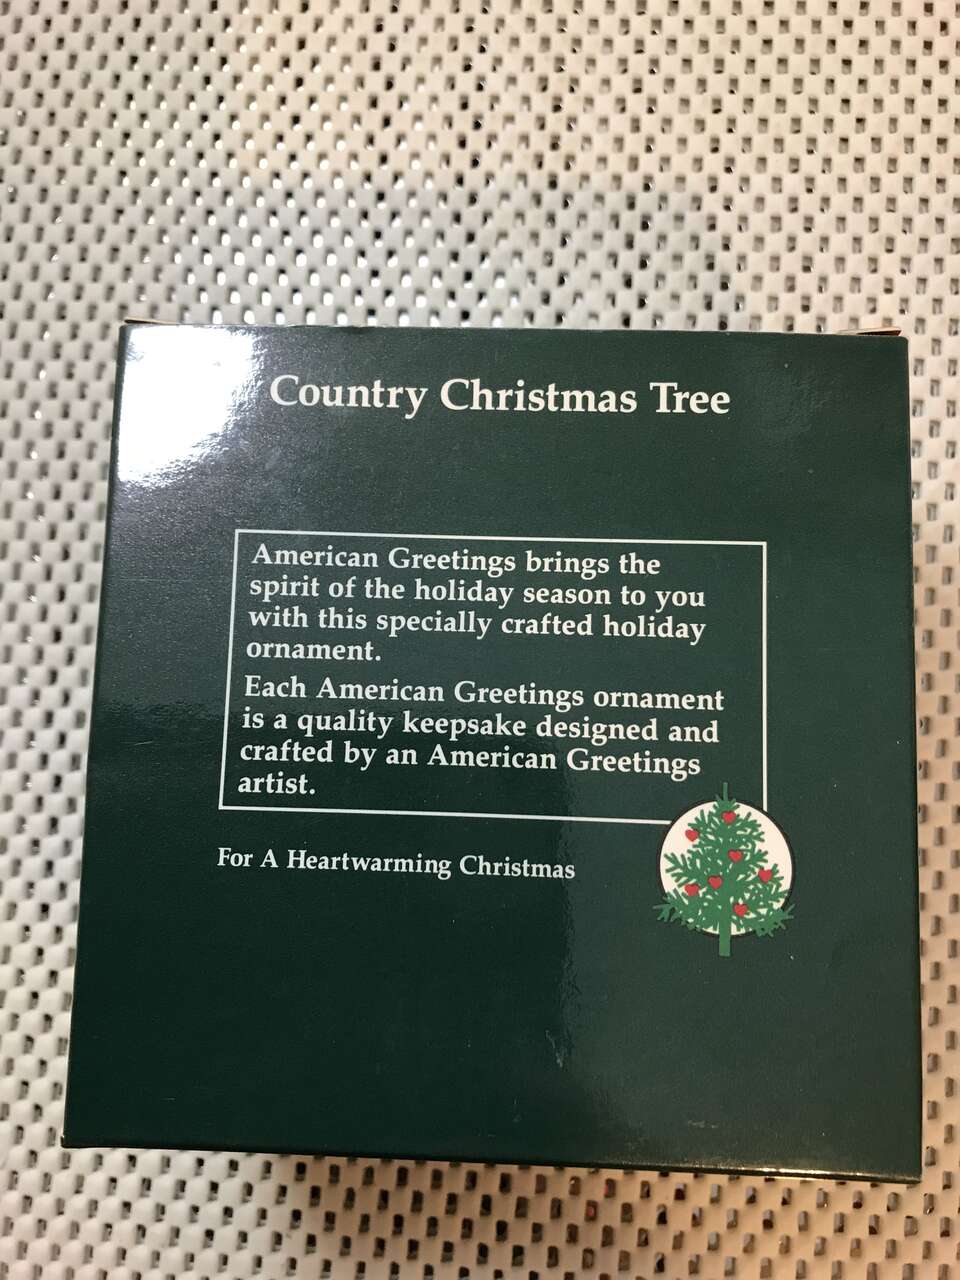 Country Christmas Tree
American Greetings brings the
spirit of the holiday season to you
with this specially crafted holiday
ornament.
Each American Greetings ornament
is a quality keepsake designed and
crafted by an American Greetings
artist.
For A Heartwarming Christmas